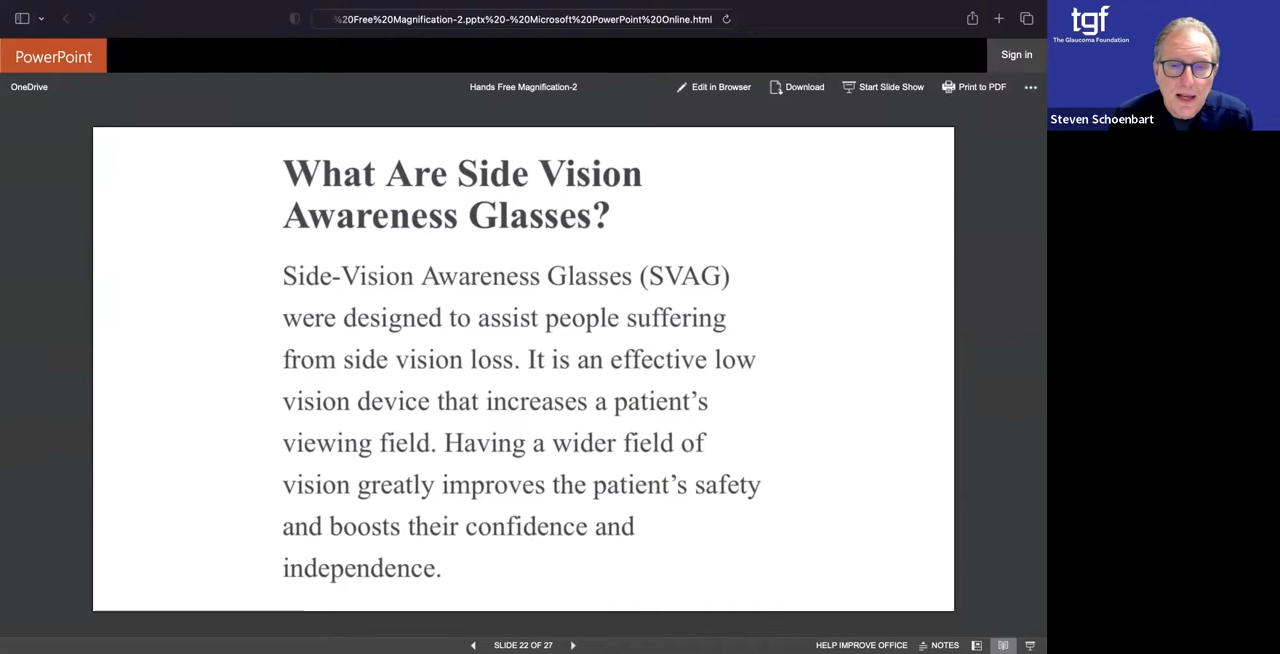 %20Free%20Magnification-2.pptx%20-%20Microsoft%20PowerPoint%20Online.html
tgf
The Glaucoma Foundation
PowerPoint
Sign in
OneDrive
Hands Free Magnification-2
Edit in Browser
Download
Start Slide Show
Print to PDF
Steven Schoenbart
What Are Side Vision
Awareness Glasses?
Side-Vision Awareness Glasses (SVAG)
were designed to assist people suffering
from side vision loss. It is an effective low
vision device that increases a patient’s
viewing field. Having a wider field of
vision greatly improves the patient’s safety
and boosts their confidence and
independence.
SLIDE 22 OF 27
HELP IMPROVE OFFICE
NOTES